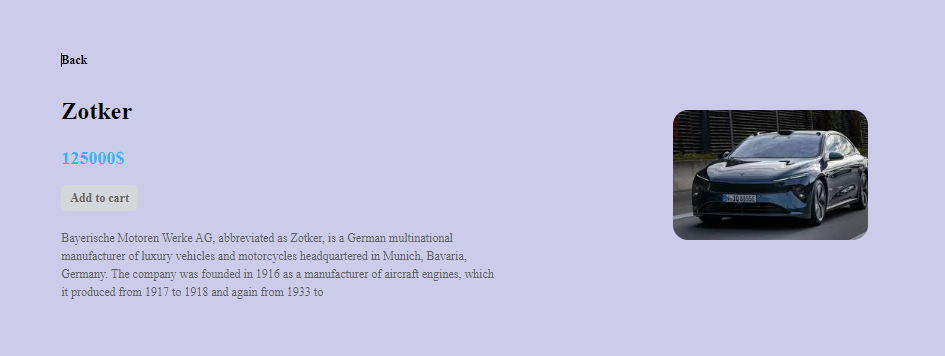 Back
Zotker
125000$
Add to cart
Bayerische Motoren Werke AG, abbreviated as Zotker, is a German multinational
manufacturer of luxury vehicles and motorcycles headquartered in Munich, Bavaria,
Germany. The company was founded in 1916 as a manufacturer of aircraft engines, which
it produced from 1917 to 1918 and again from 1933 to